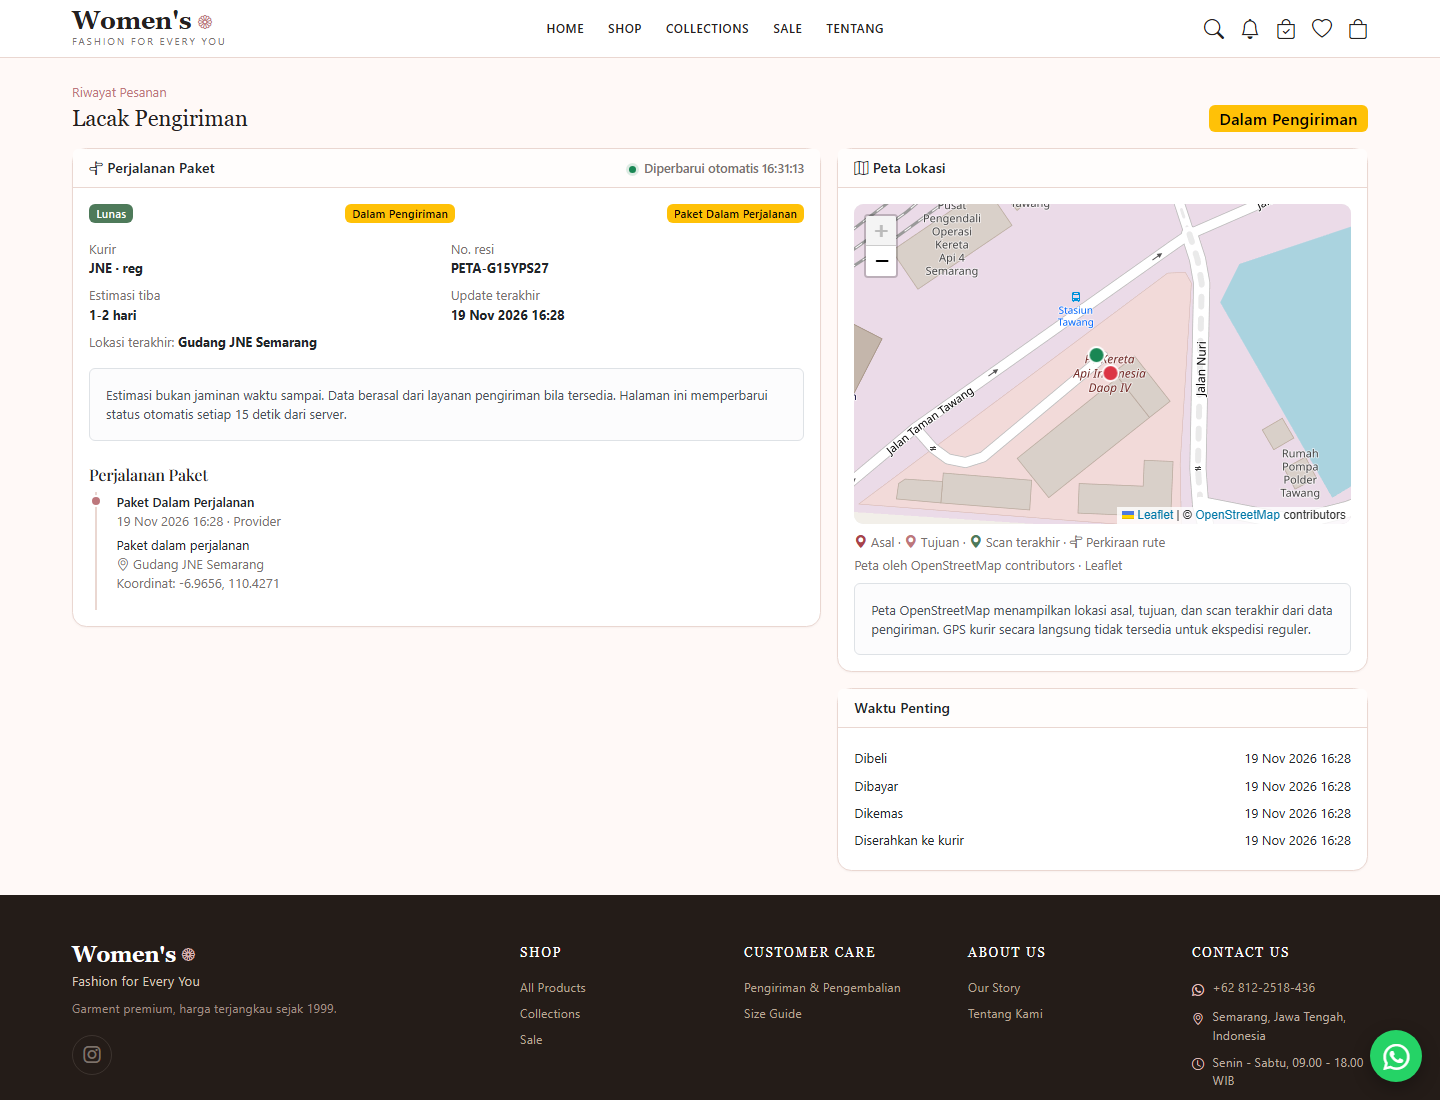 Women's
FASHION FOR EVERY YOU
HOME
SHOP
COLLECTIONS
SALE
TENTANG
Riwayat Pesanan
Lacak Pengiriman
Dalam Pengiriman
Perjalanan Paket
Diperbarui otomatis 16:31:13
Lunas
Dalam Pengiriman
Paket Dalam Perjalanan
Kurir
JNE · reg
No. resi
PETA-G15YPS27
Estimasi tiba
1-2 hari
Update terakhir
19 Nov 2026 16:28
Lokasi terakhir: Gudang JNE Semarang
Estimasi bukan jaminan waktu sampai. Data berasal dari layanan pengiriman bila tersedia. Halaman ini memperbarui
status otomatis setiap 15 detik dari server.
Perjalanan Paket
Paket Dalam Perjalanan
19 Nov 2026 16:28 · Provider
Paket dalam perjalanan
Gudang JNE Semarang
Koordinat: -6.9656, 110.4271
Peta Lokasi
+
−
Pusat
Pengendali
Operasi
Kereta
Api 4
Semarang
Tawang
Stasiun
Tawang
Kereta
Api
Daop IV
Jalan Nuri
Jalan Taman Tawang
Rumah
Pompa
Polder
Tawang
Leaflet | © OpenStreetMap contributors
Asal · Tujuan · Scan terakhir · Perkiraan rute
Peta oleh OpenStreetMap contributors · Leaflet
Peta OpenStreetMap menampilkan lokasi asal, tujuan, dan scan terakhir dari data
pengiriman. GPS kurir secara langsung tidak tersedia untuk ekspedisi reguler.
Waktu Penting
Dibeli 19 Nov 2026 16:28
Dibayar 19 Nov 2026 16:28
Dikemas 19 Nov 2026 16:28
Diserahkan ke kurir 19 Nov 2026 16:28
Women's
Fashion for Every You
Garment premium, harga terjangkau sejak 1999.
SHOP
All Products
Collections
Sale
CUSTOMER CARE
Pengiriman & Pengembalian
Size Guide
ABOUT US
Our Story
Tentang Kami
CONTACT US
+62 812-2518-436
Semarang, Jawa Tengah,
Indonesia
Senin - Sabtu, 09.00 - 18.00
WIB